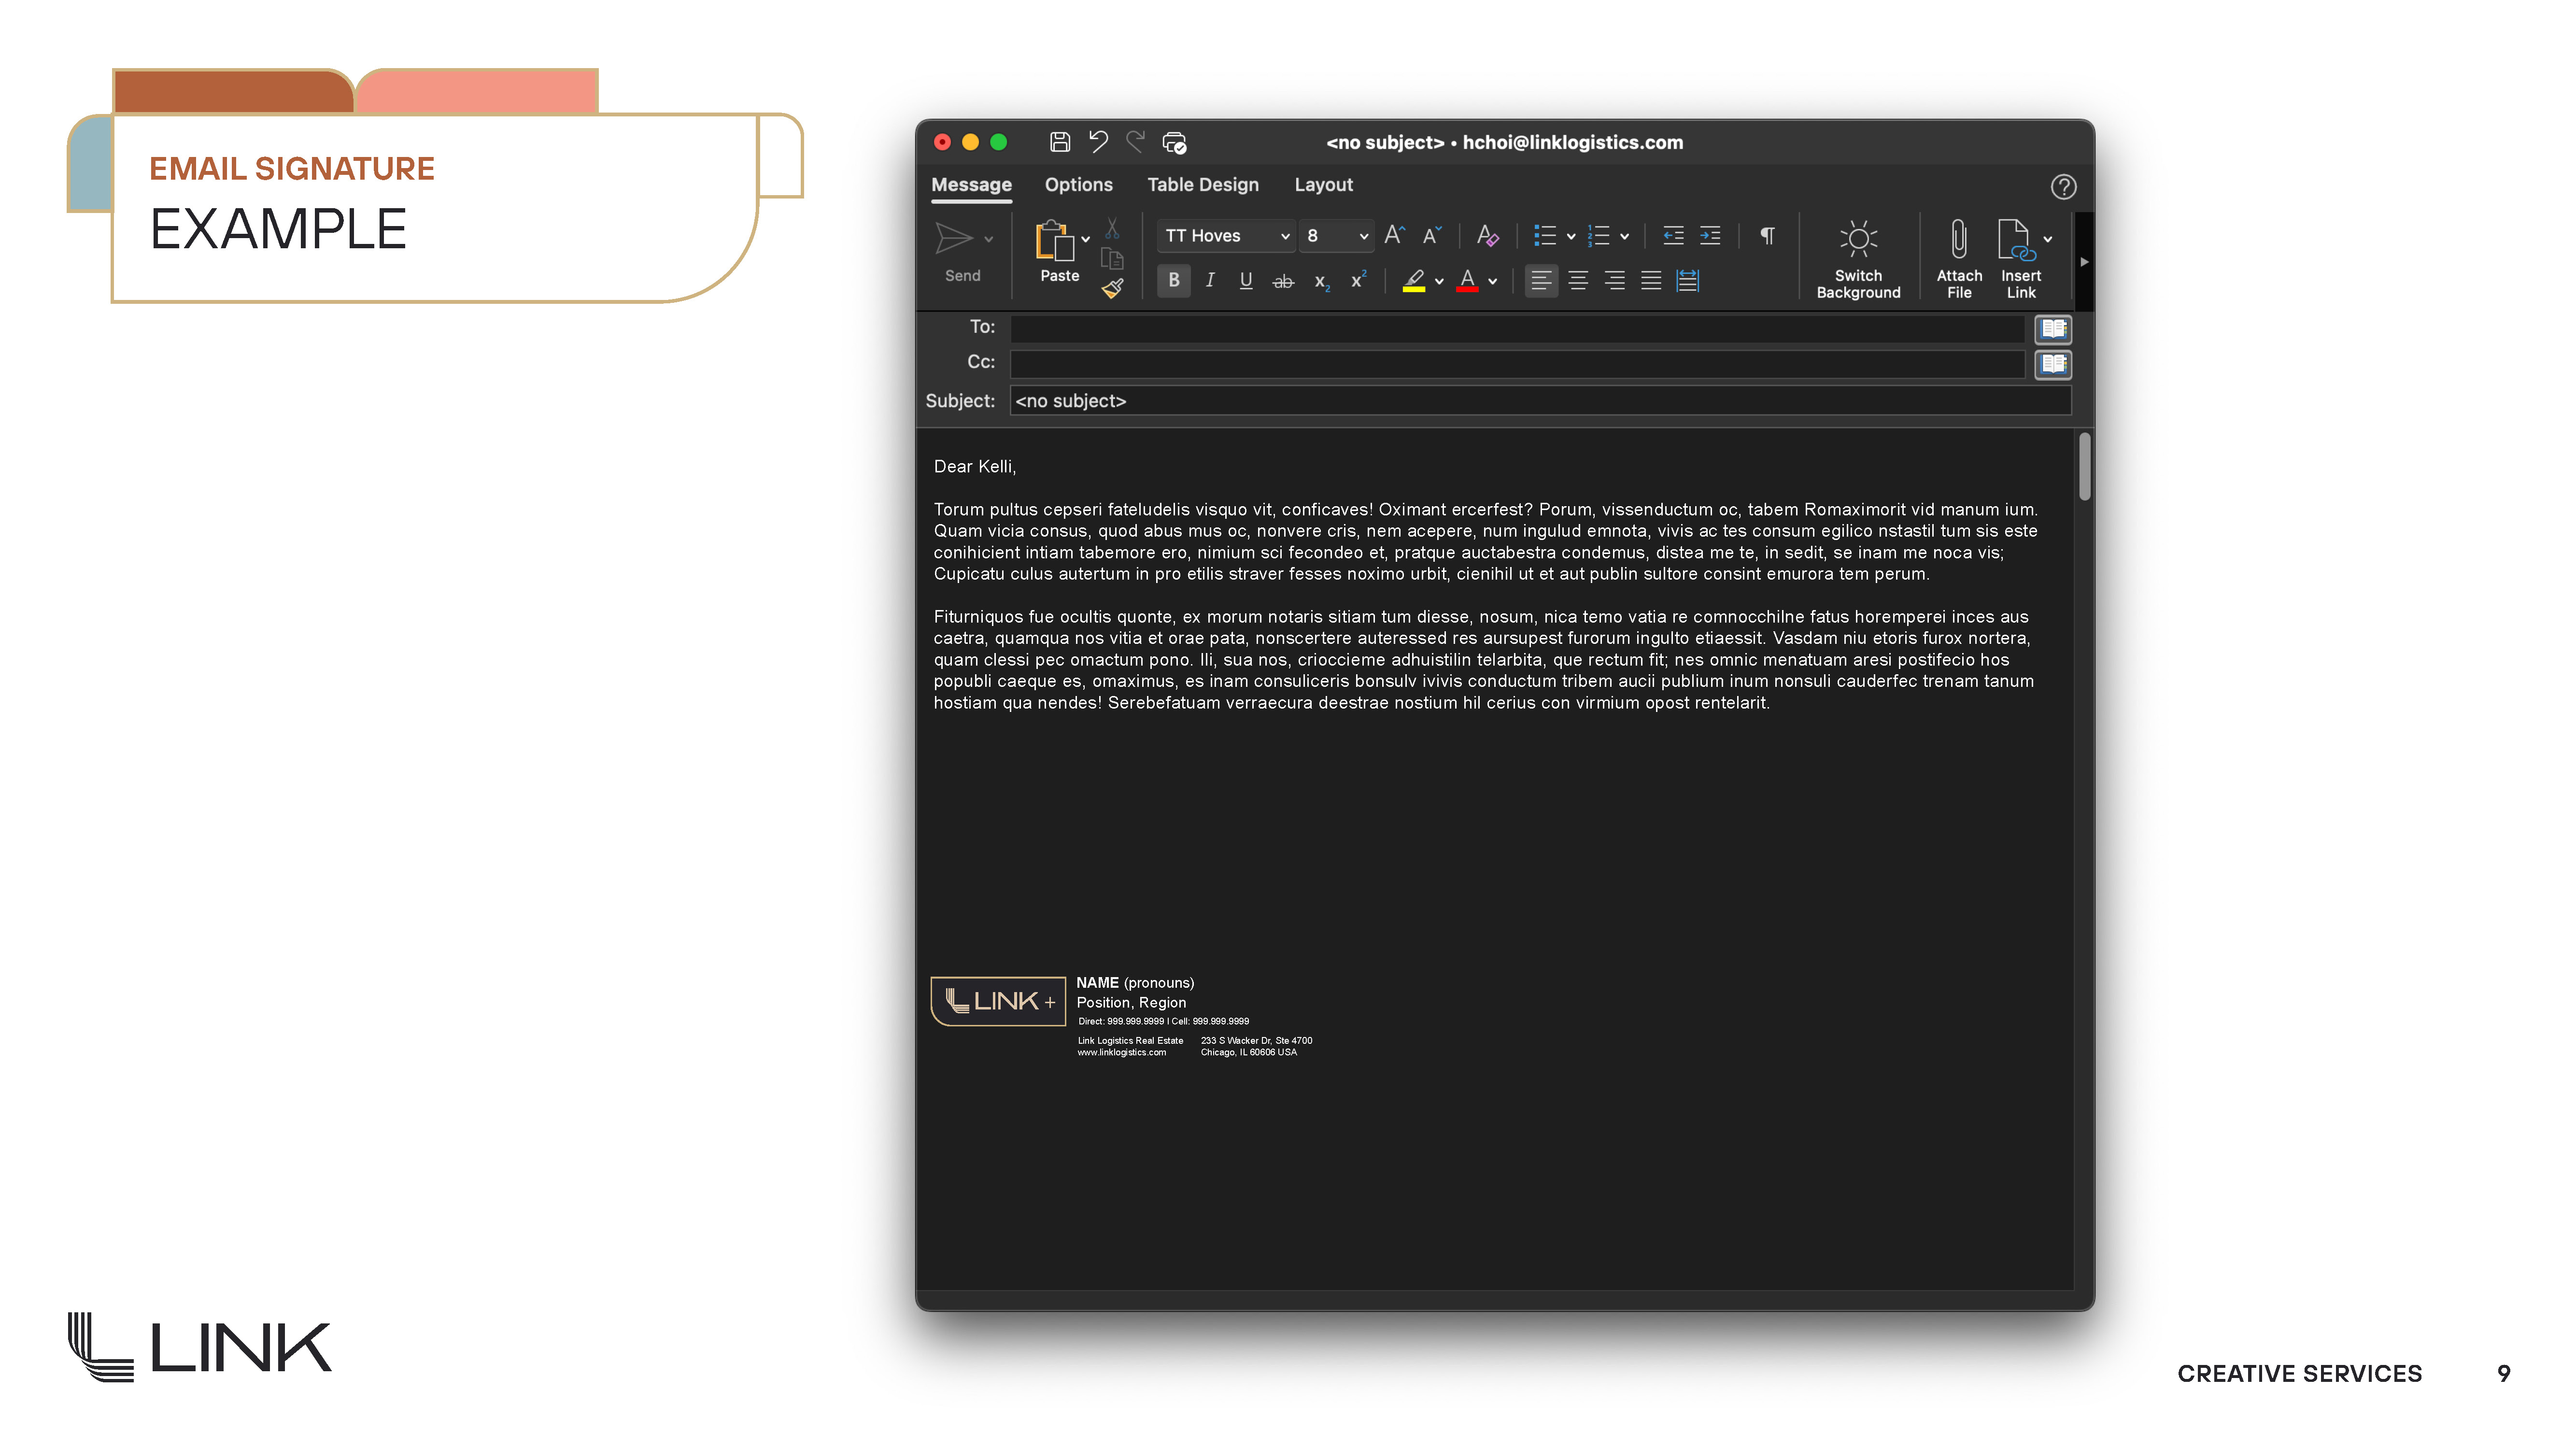 EMAIL SIGNATURE
EXAMPLE
<no subject> • hchoi@linklogistics.com
Message Options Table Design Layout
Send
Paste
TT Hoves 8
Switch Background
Attach File
Insert Link
To:
Cc:
Subject: <no subject>
Dear Kelli,
Torum pultus cepseri fateludelis visquo vit, conficaves! Oximant ercerfest? Porum, vissenductum oc, tabem Romaximorit vid manum ium.
Quam vicia consus, quod abus mus oc, nonvere cris, nem acepere, num ingulud emnota, vivis ac tes consum egilico nstastil tum sis este
conihicient intiam tabemore ero, nimium sci fecondeo et, pratque auctabestra condemus, distea me te, in sedit, se inam me noca vis;
Cupicatu culus autertum in pro etilis straver fesses noximo urbit, cienihil ut et aut publin sultore consint emurora tem perum.
Fiturniquos fue ocultis quonte, ex morum notaris sitiam tum diesse, nosum, nica temo vatia re comnocchilne fatus horemperei inces aus
caetra, quamqua nos vitia et orae pata, nonscertere auteressed res aursupest furorum ingulto etiaessit. Vasdam niu etoris furox nortera,
quam clessi pec omactum pono. Ili, sua nos, crioccieme adhuistilin telarbita, que rectum fit; nes omnic menatuam aresi postifecio hos
popubli caeque es, omaximus, es inam consuliceris bonsulv ivivis conductum tribem aucii publium inum nonsuli cauderfec trenam tanum
hostiam qua nendes! Serebefatuam verraecura deestrae nostium hil cerius con virmium opost rentelarit.
LINK +
NAME (pronouns)
Position, Region
Direct: 999.999.9999 I Cell: 999.999.9999
Link Logistics Real Estate 233 S Wacker Dr, Ste 4700
www.linklogistics.com Chicago, IL 60606 USA
LINK
CREATIVE SERVICES 9